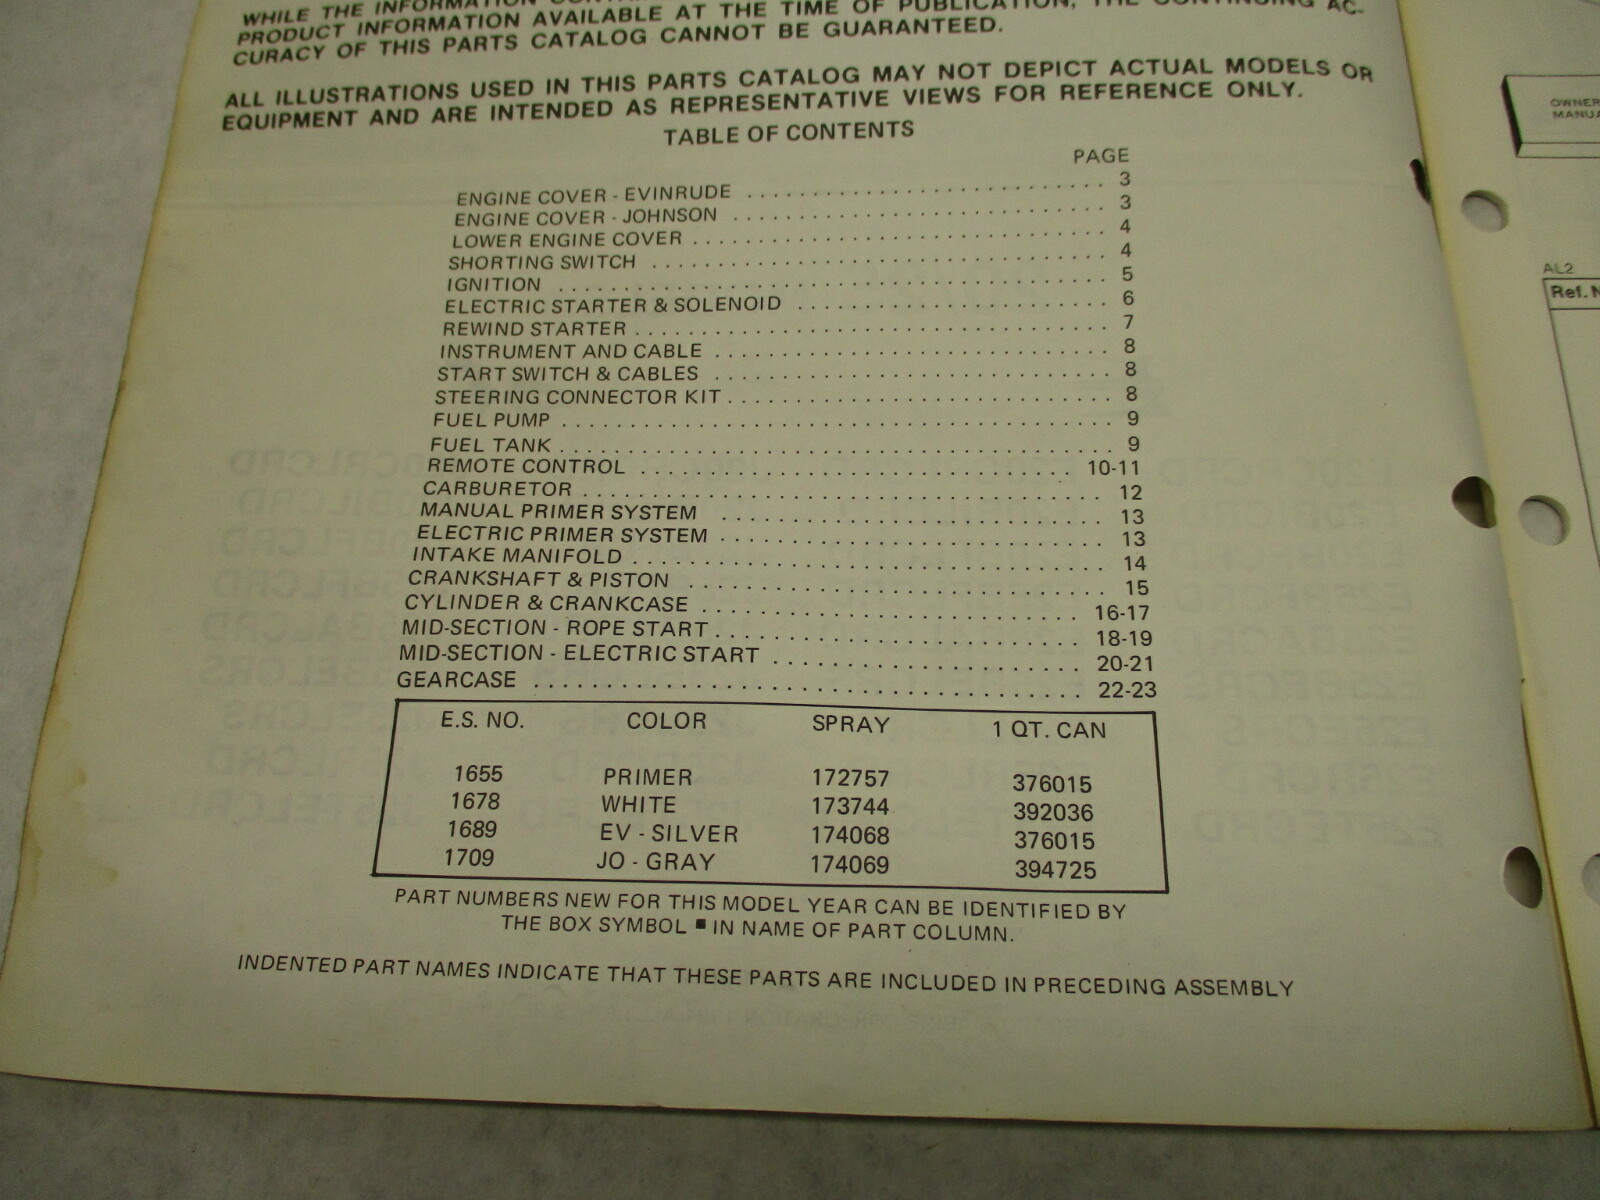 WHILE THE INFORMATION
PRODUCT INFORMATION AVAILABLE AT THE TIME OF PUBLICATION, THE CONTINUING AC-
CURACY OF THIS PARTS CATALOG CANNOT BE GUARANTEED.
ALL ILLUSTRATIONS USED IN THIS PARTS CATALOG MAY NOT DEPICT ACTUAL MODELS OR
EQUIPMENT AND ARE INTENDED AS REPRESENTATIVE VIEWS FOR REFERENCE ONLY.
TABLE OF CONTENTS
PAGE
ENGINE COVER - EVINRUDE . . . . . . . . . . 3
ENGINE COVER - JOHNSON . . . . . . . . . . 3
LOWER ENGINE COVER . . . . . . . . . . 4
SHORTING SWITCH . . . . . . . . . . 4
IGNITION . . . . . . . . . . 5
ELECTRIC STARTER & SOLENOID . . . . . . . . . . 6
REWIND STARTER . . . . . . . . . . 7
INSTRUMENT AND CABLE . . . . . . . . . . 8
START SWITCH & CABLES . . . . . . . . . . 8
STEERING CONNECTOR KIT . . . . . . . . . . 8
FUEL PUMP . . . . . . . . . . 9
FUEL TANK . . . . . . . . . . 9
REMOTE CONTROL . . . . . . . . . . 10-11
CARBURETOR . . . . . . . . . . 12
MANUAL PRIMER SYSTEM . . . . . . . . . . 13
ELECTRIC PRIMER SYSTEM . . . . . . . . . . 13
INTAKE MANIFOLD . . . . . . . . . . 14
CRANKSHAFT & PISTON . . . . . . . . . . 15
CYLINDER & CRANKCASE . . . . . . . . . . 16-17
MID-SECTION - ROPE START . . . . . . . . . . 18-19
MID-SECTION - ELECTRIC START . . . . . . . . . . 20-21
GEARCASE . . . . . . . . . . 22-23
E.S. NO. COLOR SPRAY 1 QT. CAN
1655 PRIMER 172757 376015
1678 WHITE 173744 392036
1689 EV - SILVER 174068 376015
1709 JO - GRAY 174069 394725
PART NUMBERS NEW FOR THIS MODEL YEAR CAN BE IDENTIFIED BY
THE BOX SYMBOL ■ IN NAME OF PART COLUMN.
INDENTED PART NAMES INDICATE THAT THESE PARTS ARE INCLUDED IN PRECEDING ASSEMBLY
AL2
Ref.